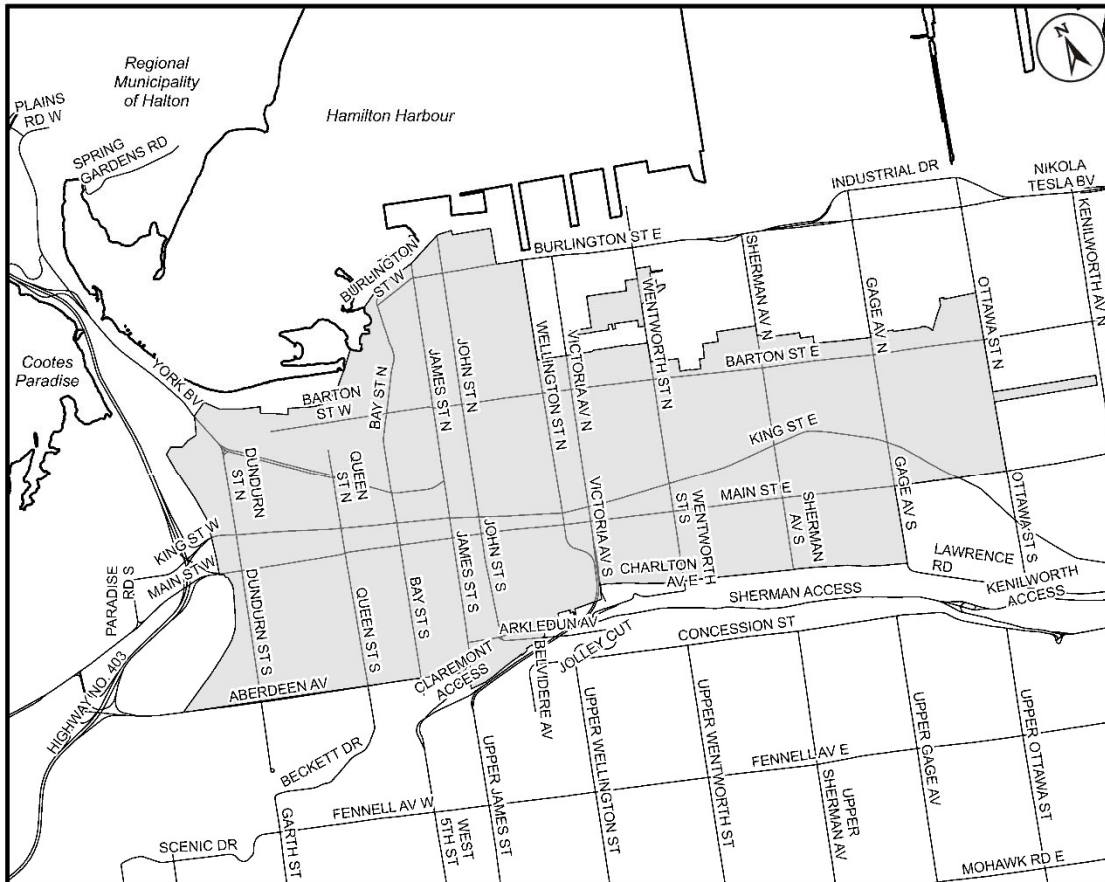 N
Regional
Municipality
of Halton
Hamilton Harbour
PLAINS
RD W
SPRING
GARDENS RD
INDUSTRIAL DR
NIKOLA
TESLA BV
KENILWORTH AV N
BURLINGTON
ST W
BURLINGTON ST E
SHERMAN AV N
GAGE AV N
OTTAWA ST N
WENTWORTH ST N
Cootes
Paradise
YORK BV
BARTON
ST W
BAY ST N
JAMES ST N
JOHN ST N
WELLINGTON ST N
VICTORIA AV N
BARTON ST E
KING ST E
DUNDURN
ST N
QUEEN
ST N
MAIN ST E
VICTORIA AV S
WENTWORTH
ST S
SHERMAN
AV S
GAGE AV S
OTTAWA ST S
KING ST W
MAIN ST W
PARADISE
RD S
DUNDURN ST S
QUEEN ST S
BAY ST S
JAMES ST S
JOHN ST S
CHARLTON
AV E
LAWRENCE
RD
KENILWORTH
ACCESS
SHERMAN ACCESS
ARKLEDUN AV
JOLLEY CUT
CONCESSION ST
CLAREMONT
ACCESS
BELVIDERE AV
ABERDEEN AV
HIGHWAY NO. 403
BECKETT DR
FENNELL AV W
FENNELL AV E
SCENIC DR
GARTH ST
WEST
5TH ST
UPPER JAMES ST
UPPER WELLINGTON ST
UPPER WENTWORTH ST
UPPER
SHERMAN AV
UPPER GAGE AV
UPPER OTTAWA ST
MOHAWK RD E